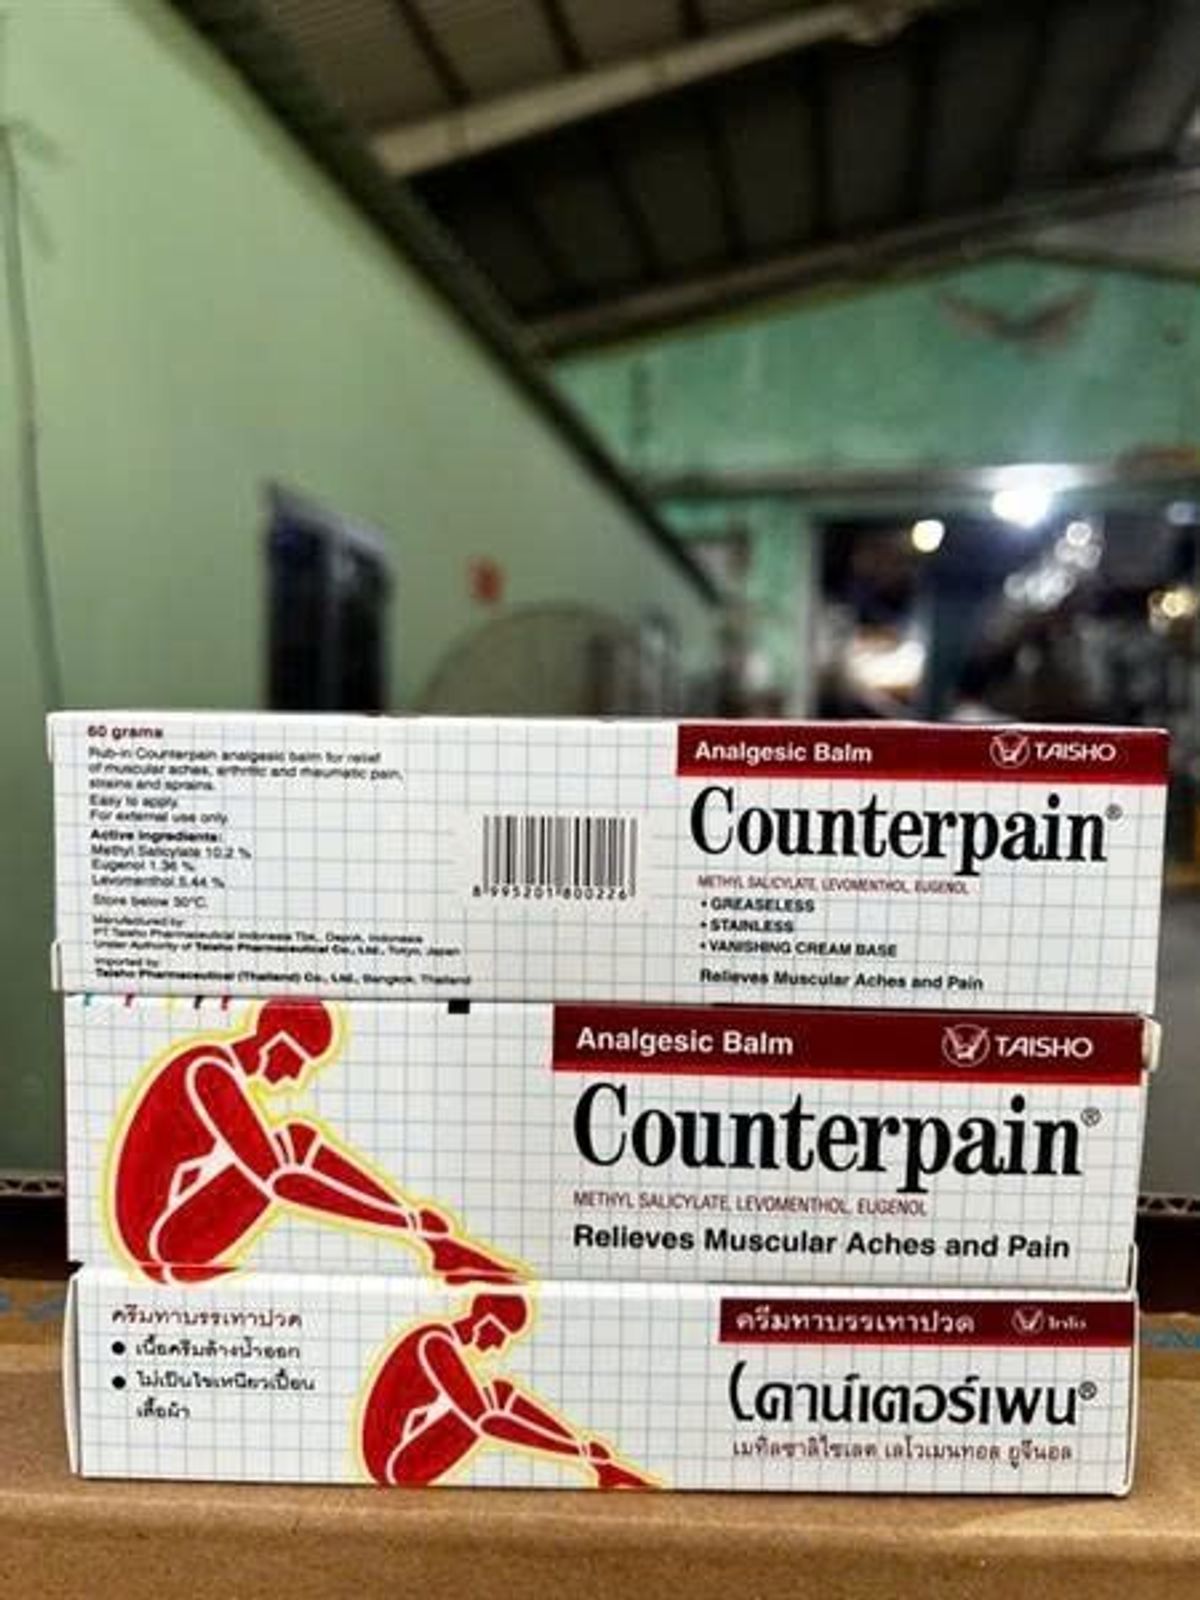 60 grams
Rub-in Counterpain analgesic balm for relief
of muscular aches, arthritic and rheumatic pain,
strains and sprains.
Easy to apply.
For external use only.
Active ingredients:
Methyl Salicylate 10.2 %
Eugenol 1.36 %
Levomenthol 5.44 %
Store below 30°C.
Manufactured by:
PT Taisho Pharmaceutical Indonesia Tbk., Depok, Indonesia
Under Authority of Taisho Pharmaceutical Co., Ltd., Tokyo, Japan
Imported by:
Taisho Pharmaceutical (Thailand) Co., Ltd., Bangkok, Thailand
8 995201 800226
Analgesic Balm TAISHO
Counterpain®
METHYL SALICYLATE, LEVOMENTHOL, EUGENOL
• GREASELESS
• STAINLESS
• VANISHING CREAM BASE
Relieves Muscular Aches and Pain
Analgesic Balm TAISHO
Counterpain®
METHYL SALICYLATE, LEVOMENTHOL, EUGENOL
Relieves Muscular Aches and Pain
ครีมทาบรรเทาปวด
● เนื้อครีมล้างน้ำออก
● ไม่เป็นไขเหนียวเปื้อน
เสื้อผ้า
ครีมทาบรรเทาปวด ไทโช
เคาน์เตอร์เพน®
เมทิลซาลิไซเลต เลโวเมนทอล ยูจีนอล